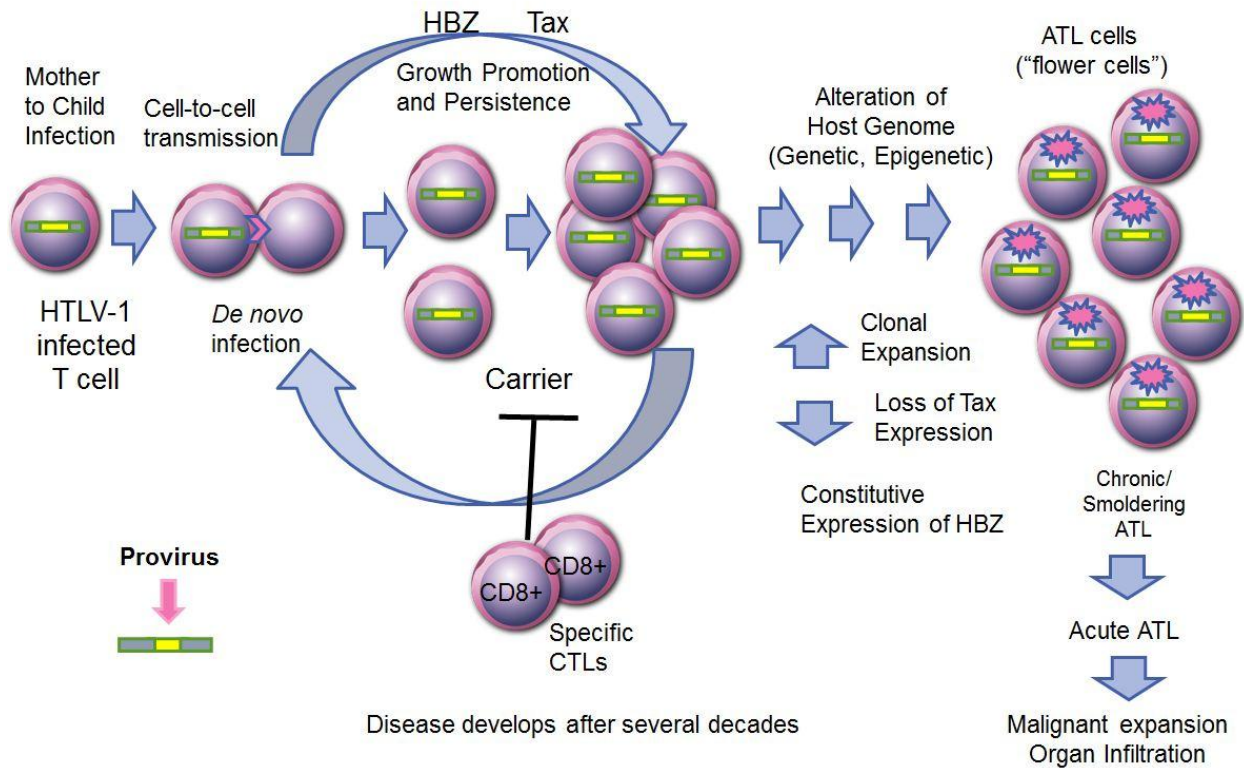 HBZ Tax
Mother
to Child
Infection
Cell-to-cell
transmission
Growth Promotion
and Persistence
Alteration of
Host Genome
(Genetic, Epigenetic)
ATL cells
(“flower cells”)
HTLV-1
infected
T cell
De novo
infection
Carrier
Clonal
Expansion
Loss of Tax
Expression
Constitutive
Expression of HBZ
CD8+
CD8+
Specific
CTLs
Provirus
Chronic/
Smoldering
ATL
Acute ATL
Malignant expansion
Organ Infiltration
Disease develops after several decades